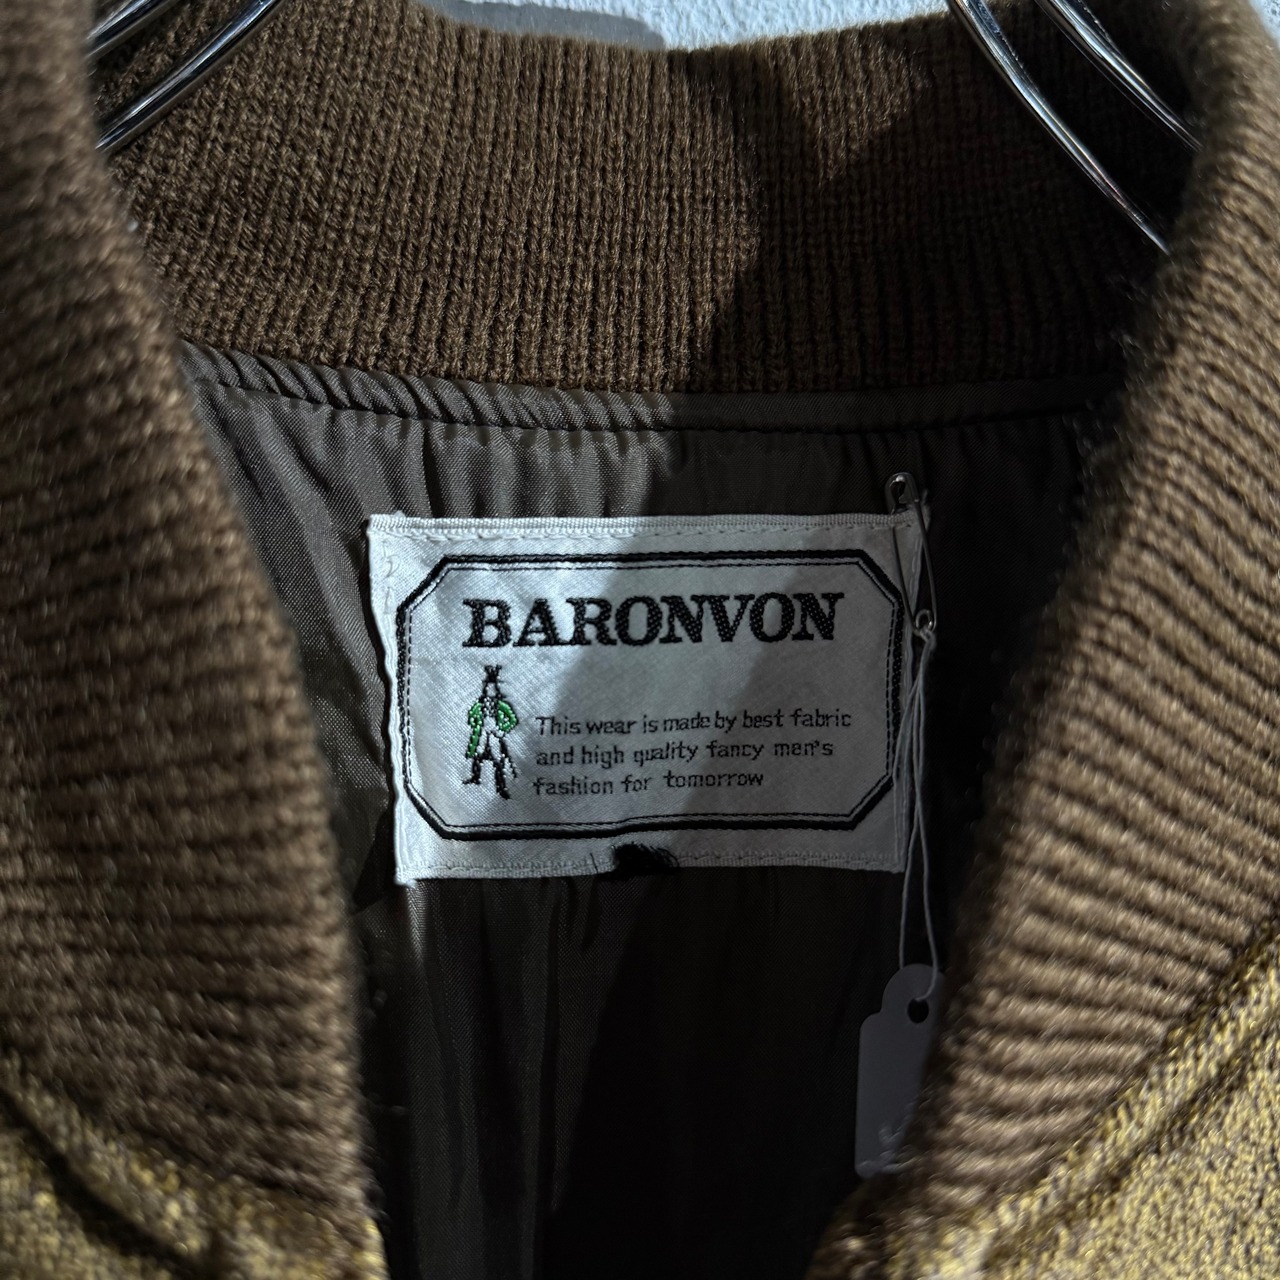 BARONVON
This wear is made by best fabric
and high quality fancy men's
fashion for tomorrow